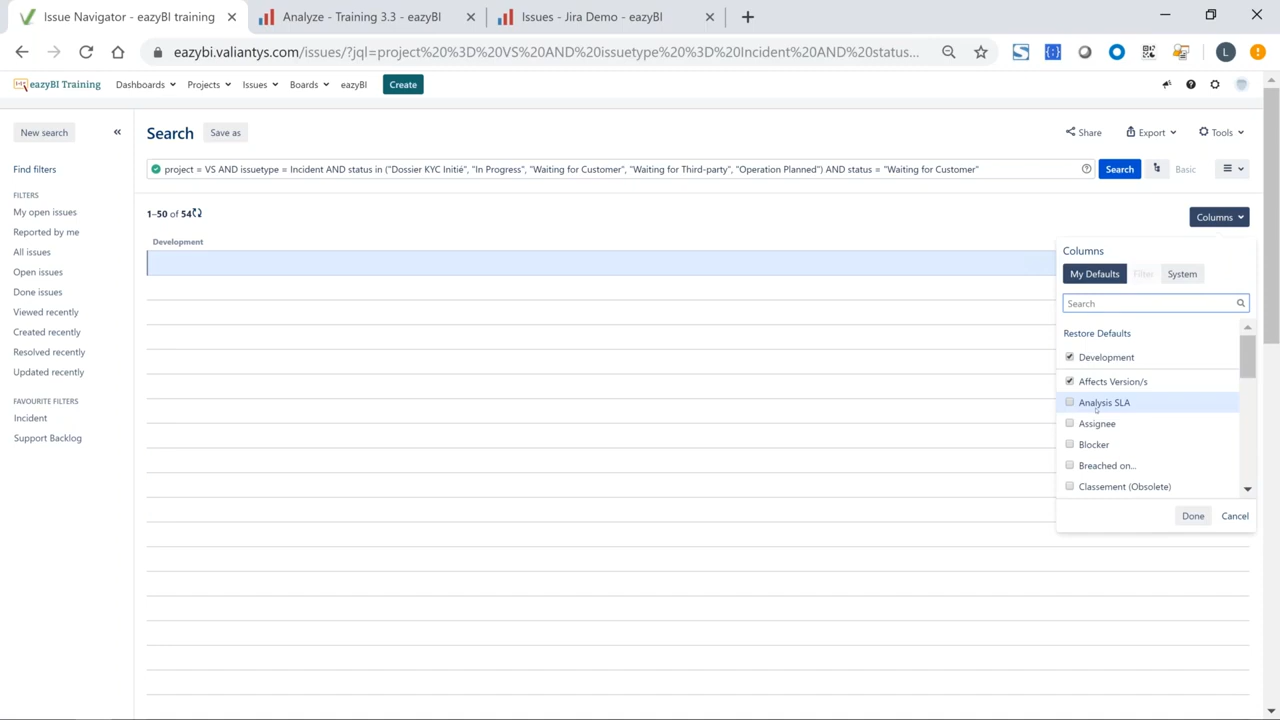 Issue Navigator - eazyBI training
Analyze - Training 3.3 - eazyBI
Issues - Jira Demo - eazyBI
eazybi.valiantys.com/issues/?jql=project%20%3D%20VS%20AND%20issuetype%20%3D%20Incident%20AND%20status...
L
eazyBI Training
Dashboards
Projects
Issues
Boards
eazyBI
Create
New search
Search
Save as
Share
Export
Tools
Find filters
project = VS AND issuetype = Incident AND status in ("Dossier KYC Initié", "In Progress", "Waiting for Customer", "Waiting for Third-party", "Operation Planned") AND status = "Waiting for Customer"
Search
Basic
FILTERS
My open issues
Reported by me
All issues
Open issues
Done issues
Viewed recently
Created recently
Resolved recently
Updated recently
FAVOURITE FILTERS
Incident
Support Backlog
1–50 of 54
Columns
Development
Columns
My Defaults
Filter
System
Search
Restore Defaults
Development
Affects Version/s
Analysis SLA
Assignee
Blocker
Breached on...
Classement (Obsolete)
Done
Cancel